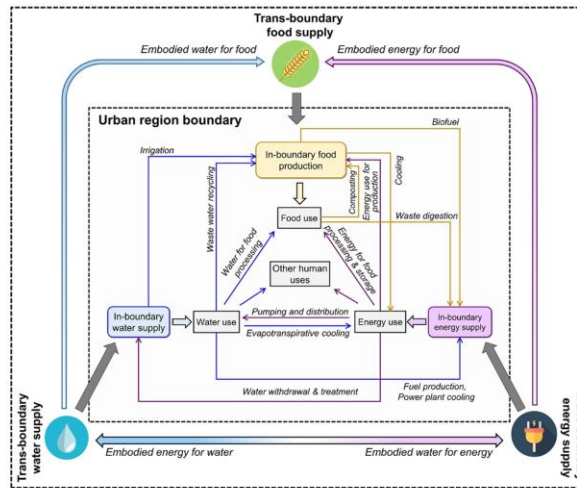 Trans-boundary
food supply
Embodied water for food
Embodied energy for food
Urban region boundary
Biofuel
Irrigation
In-boundary food
production
Cooling
Waste water recycling
Composting
Energy use for
production
Food use
Waste digestion
Water for food
processing
Energy for food
processing & storage
Other human
uses
In-boundary
water supply
Water use
Pumping and distribution
Evapotranspirative cooling
Energy use
In-boundary
energy supply
Water withdrawal & treatment
Fuel production,
Power plant cooling
Trans-boundary
water supply
energy supply
Embodied energy for water
Embodied water for energy